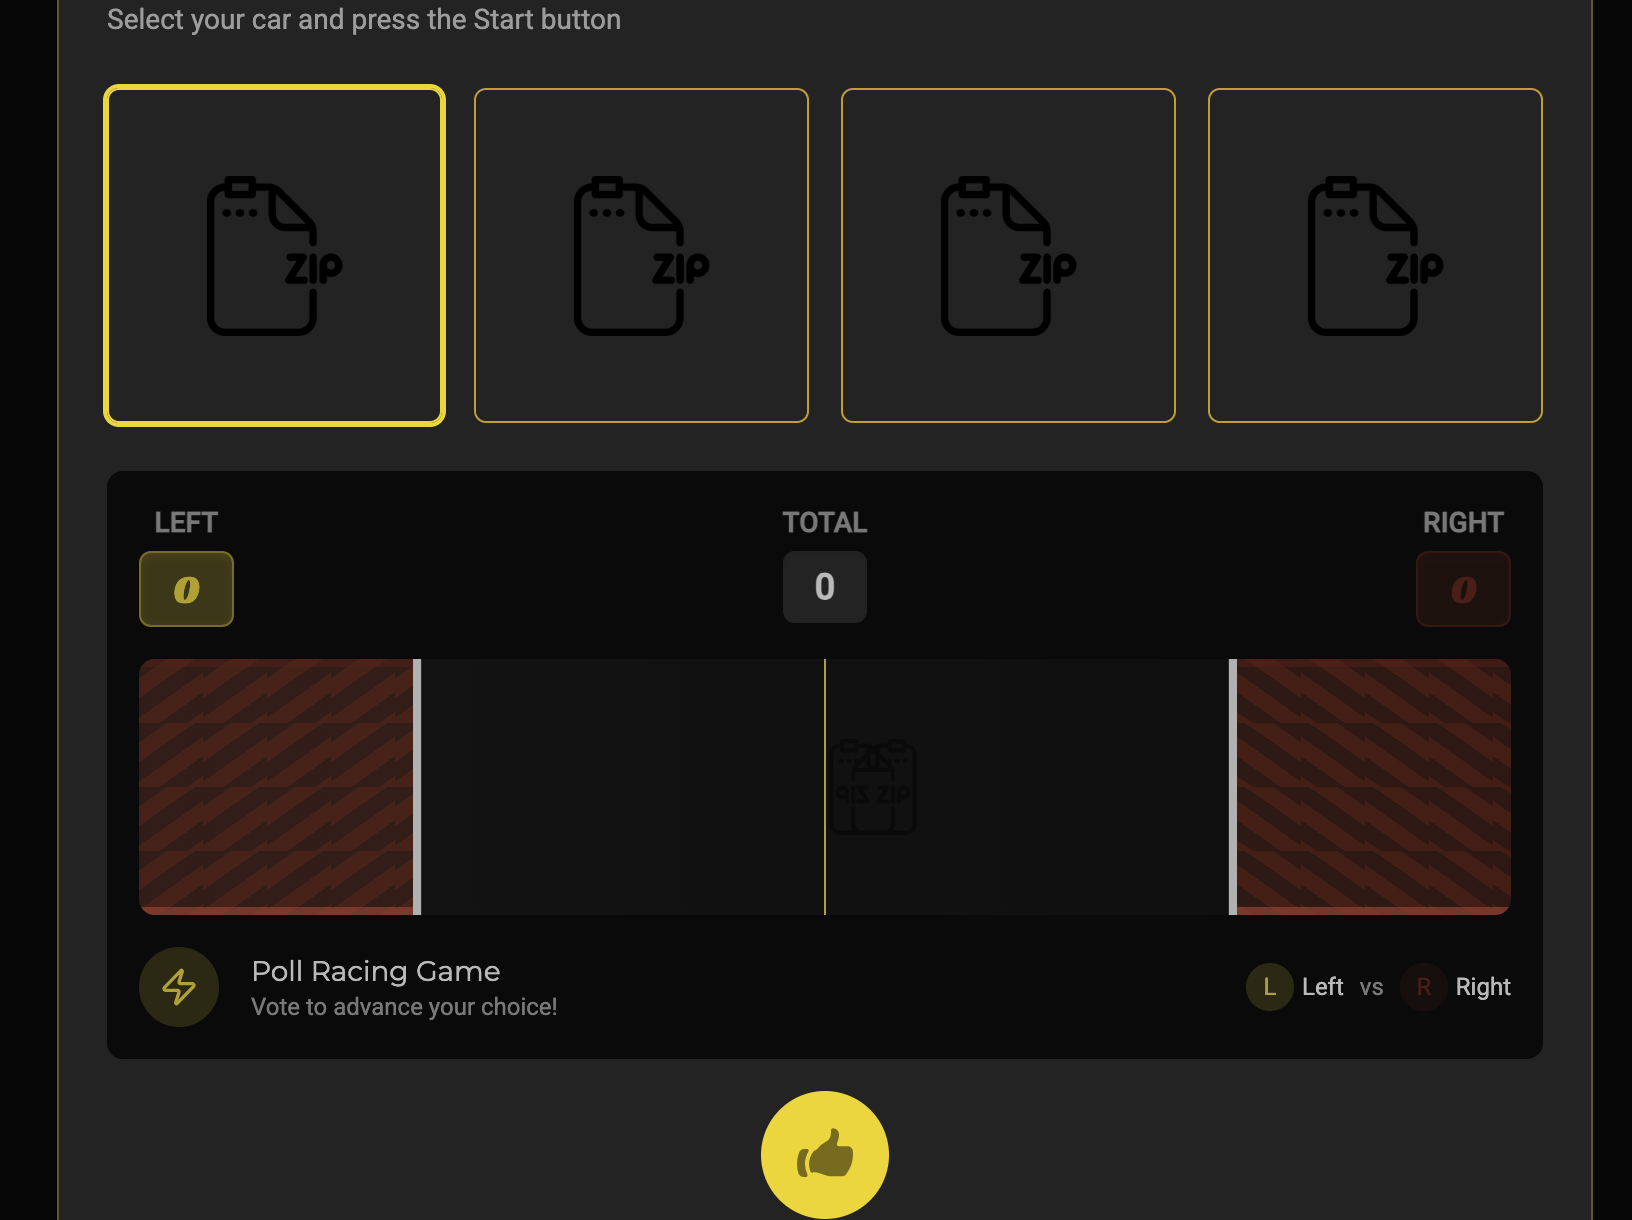 Select your car and press the Start button
ZIP ZIP ZIP ZIP
LEFT TOTAL RIGHT
0 0 0
ZIP ZIP
Poll Racing Game
Vote to advance your choice!
L Left vs R Right